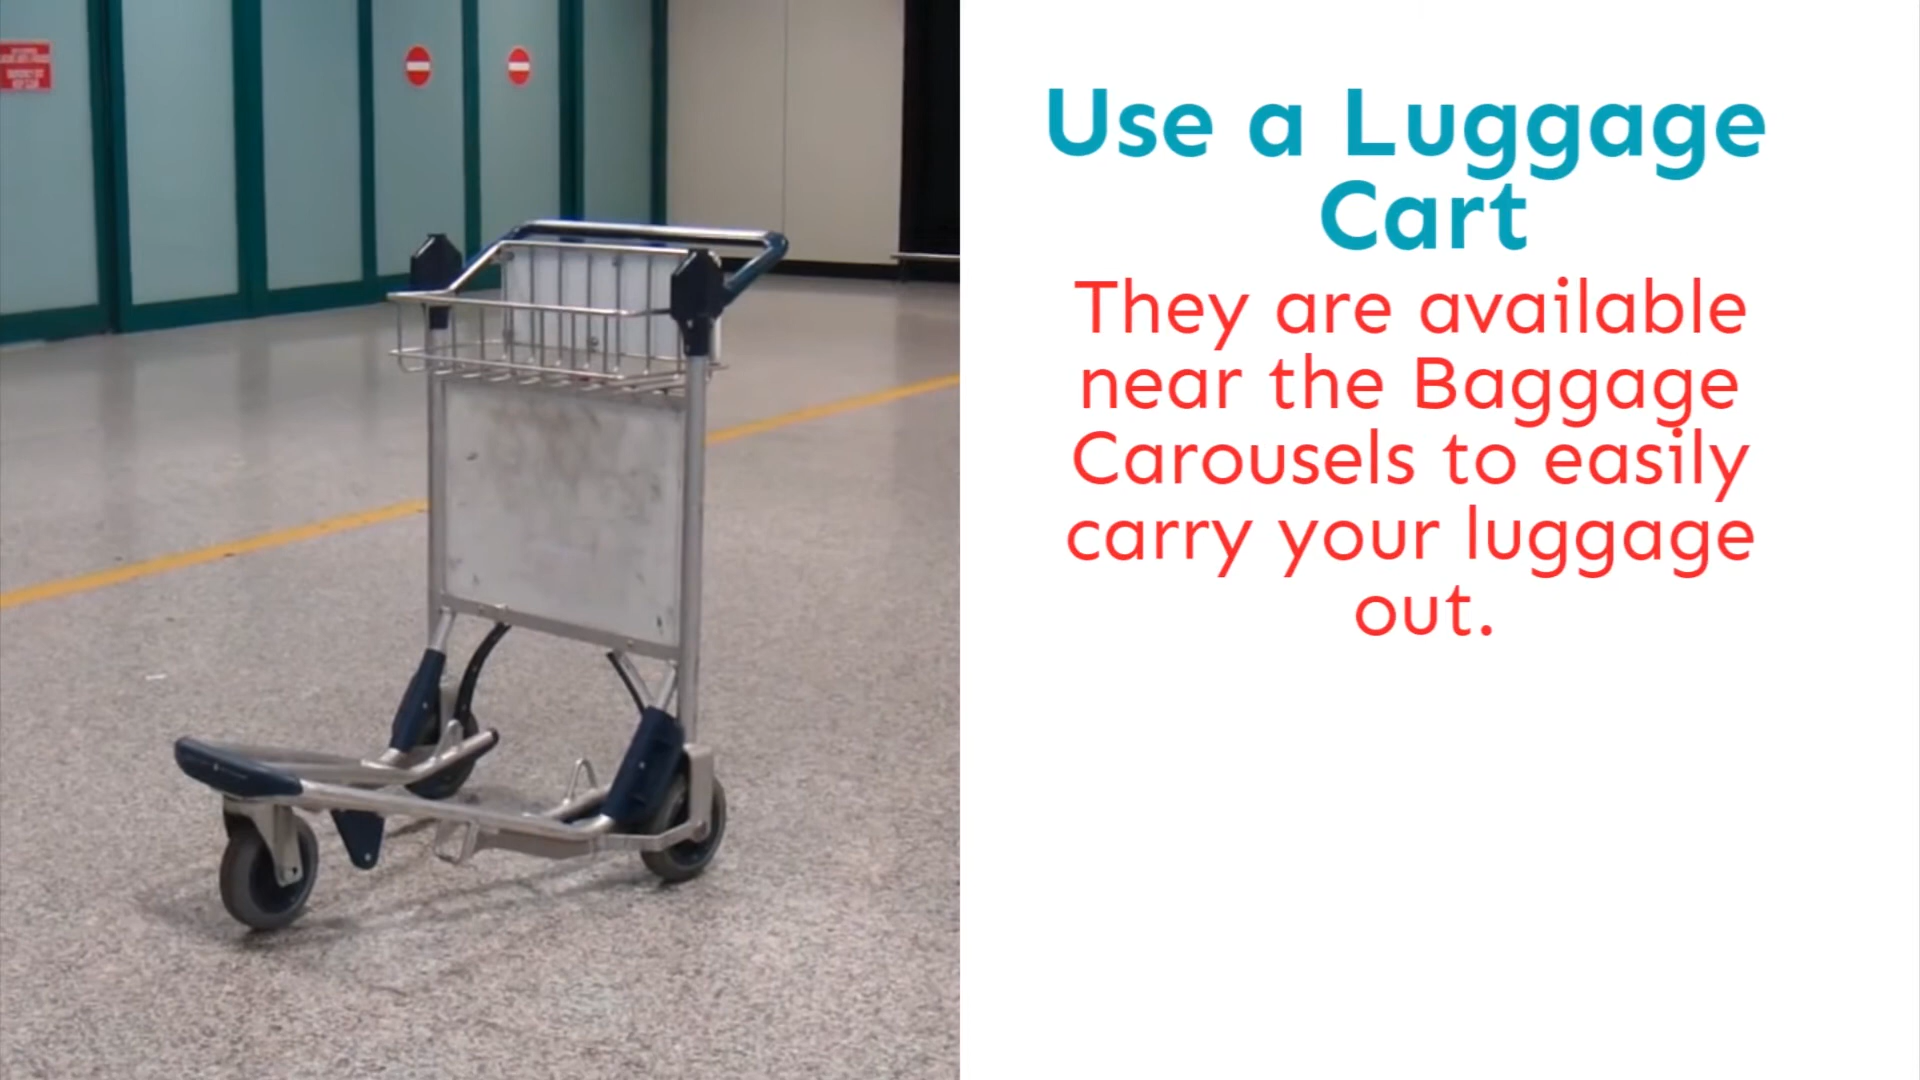 Use a Luggage
Cart
They are available
near the Baggage
Carousels to easily
carry your luggage
out.